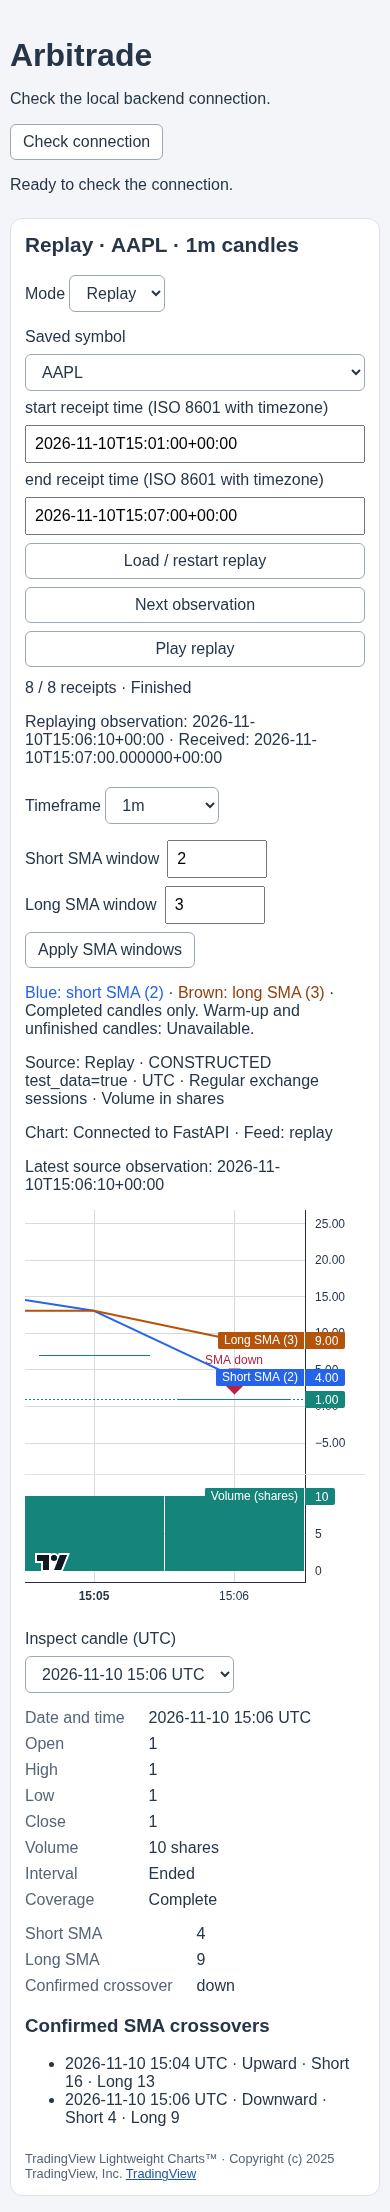 Arbitrade
Check the local backend connection.
Check connection
Ready to check the connection.
Replay · AAPL · 1m candles
Mode Replay
Saved symbol
AAPL
start receipt time (ISO 8601 with timezone)
2026-11-10T15:01:00+00:00
end receipt time (ISO 8601 with timezone)
2026-11-10T15:07:00+00:00
Load / restart replay
Next observation
Play replay
8 / 8 receipts · Finished
Replaying observation: 2026-11-
10T15:06:10+00:00 · Received: 2026-11-
10T15:07:00.000000+00:00
Timeframe 1m
Short SMA window 2
Long SMA window 3
Apply SMA windows
Blue: short SMA (2) · Brown: long SMA (3) ·
Completed candles only. Warm-up and
unfinished candles: Unavailable.
Source: Replay · CONSTRUCTED
test_data=true · UTC · Regular exchange
sessions · Volume in shares
Chart: Connected to FastAPI · Feed: replay
Latest source observation: 2026-11-
10T15:06:10+00:00
25.00
20.00
15.00
10.00
Long SMA (3) 9.00
SMA down
5.00
Short SMA (2) 4.00
1.00
0.00
−5.00
Volume (shares) 10
5
0
15:05 15:06
Inspect candle (UTC)
2026-11-10 15:06 UTC
Date and time 2026-11-10 15:06 UTC
Open 1
High 1
Low 1
Close 1
Volume 10 shares
Interval Ended
Coverage Complete
Short SMA 4
Long SMA 9
Confirmed crossover down
Confirmed SMA crossovers
• 2026-11-10 15:04 UTC · Upward · Short
16 · Long 13
• 2026-11-10 15:06 UTC · Downward ·
Short 4 · Long 9
TradingView Lightweight Charts™ · Copyright (c) 2025
TradingView, Inc. TradingView